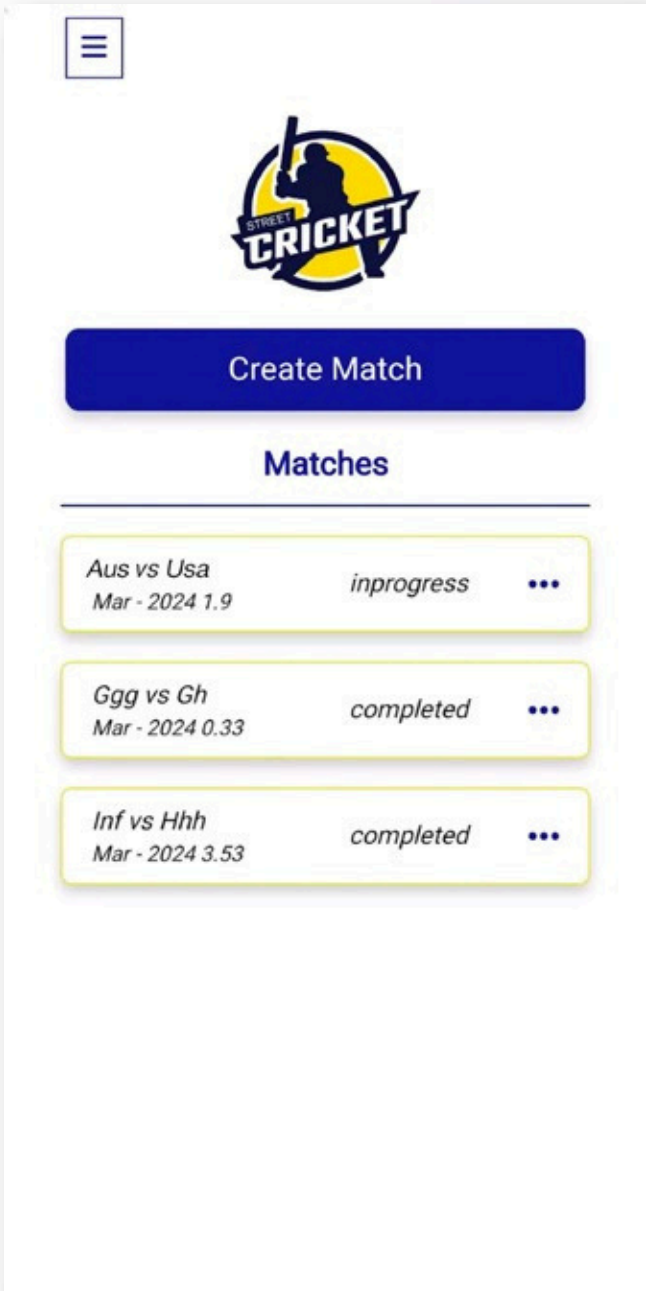 STREET
CRICKET
Create Match
Matches
Aus vs Usa
inprogress
Mar - 2024 1.9
Ggg vs Gh
completed
Mar - 2024 0.33
Inf vs Hhh
completed
Mar - 2024 3.53